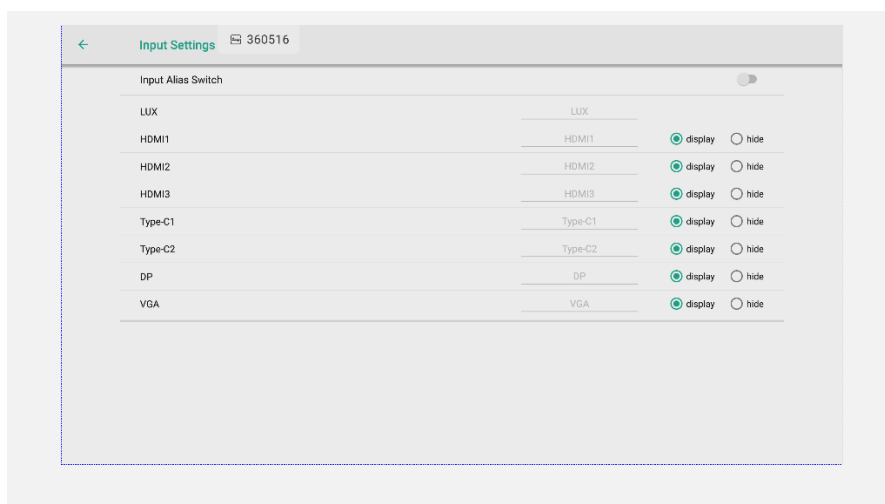 Input Settings 360516
Input Alias Switch
LUX LUX
HDMI1 HDMI1 display hide
HDMI2 HDMI2 display hide
HDMI3 HDMI3 display hide
Type-C1 Type-C1 display hide
Type-C2 Type-C2 display hide
DP DP display hide
VGA VGA display hide